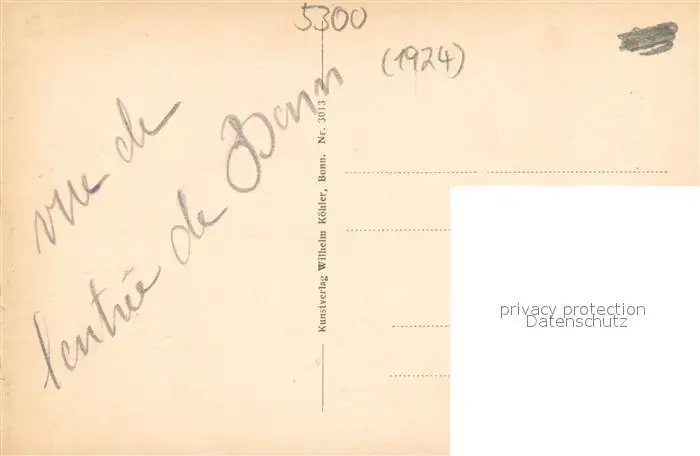 5300
(1924)
vue de
l'entrée de Bonn
Kunstverlag Wilhelm Köhler, Bonn. Nr. 3013
privacy protection
Datenschutz